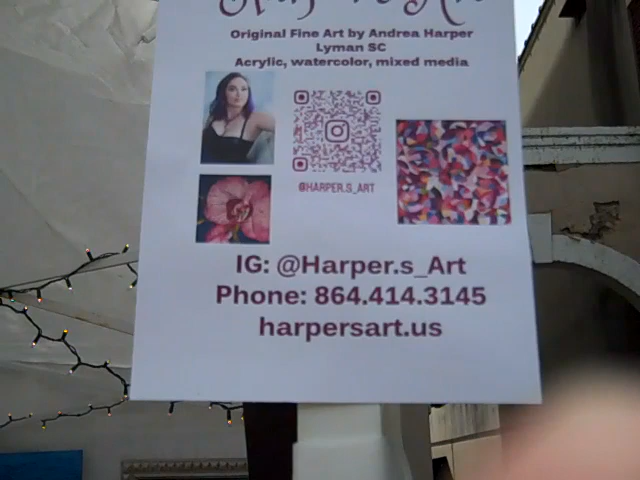 Original Fine Art by Andrea Harper
Lyman SC
Acrylic, watercolor, mixed media
@HARPER.S_ART
IG: @Harper.s_Art
Phone: 864.414.3145
harpersart.us